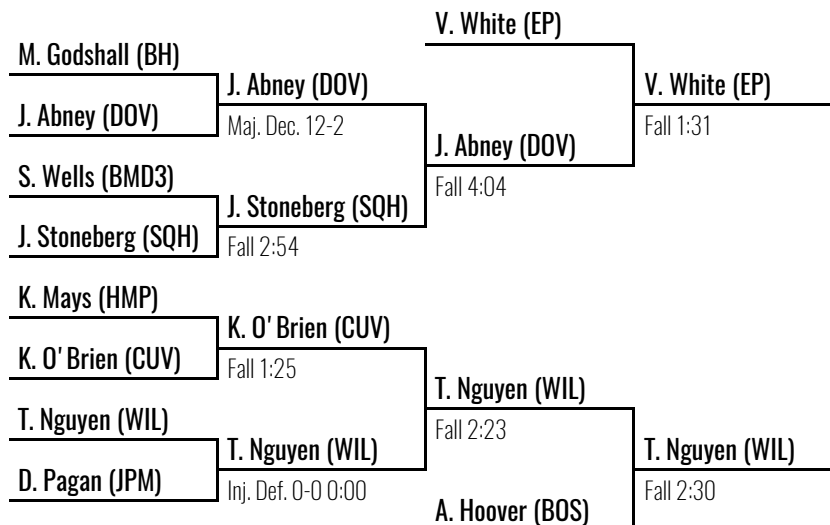 V. White (EP)
M. Godshall (BH)
J. Abney (DOV)
V. White (EP)
J. Abney (DOV)
Maj. Dec. 12-2
Fall 1:31
J. Abney (DOV)
S. Wells (BMD3)
Fall 4:04
J. Stoneberg (SQH)
J. Stoneberg (SQH)
Fall 2:54
K. Mays (HMP)
K. O'Brien (CUV)
K. O'Brien (CUV)
Fall 1:25
T. Nguyen (WIL)
T. Nguyen (WIL)
Fall 2:23
T. Nguyen (WIL)
T. Nguyen (WIL)
D. Pagan (JPM)
Inj. Def. 0-0 0:00
Fall 2:30
A. Hoover (BOS)